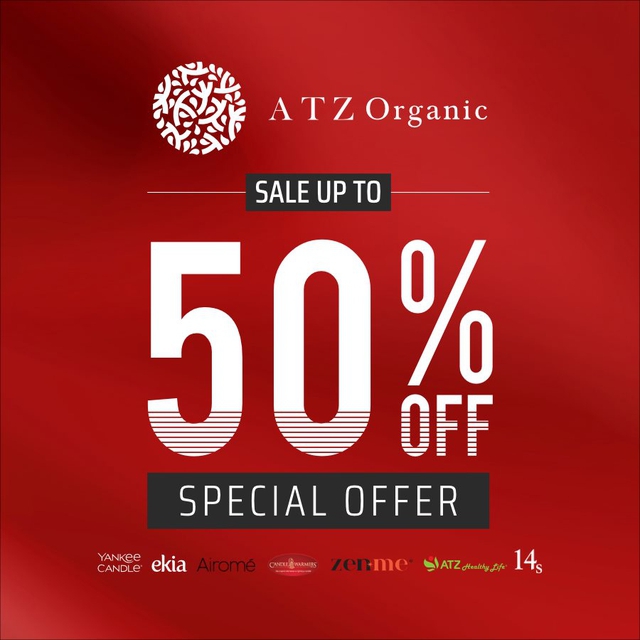 ATZ Organic
SALE UP TO
50%
OFF
SPECIAL OFFER
YANKEE CANDLE ekia Airomé CANDLE WARMERS zenme ATZ Healthy Life 14s